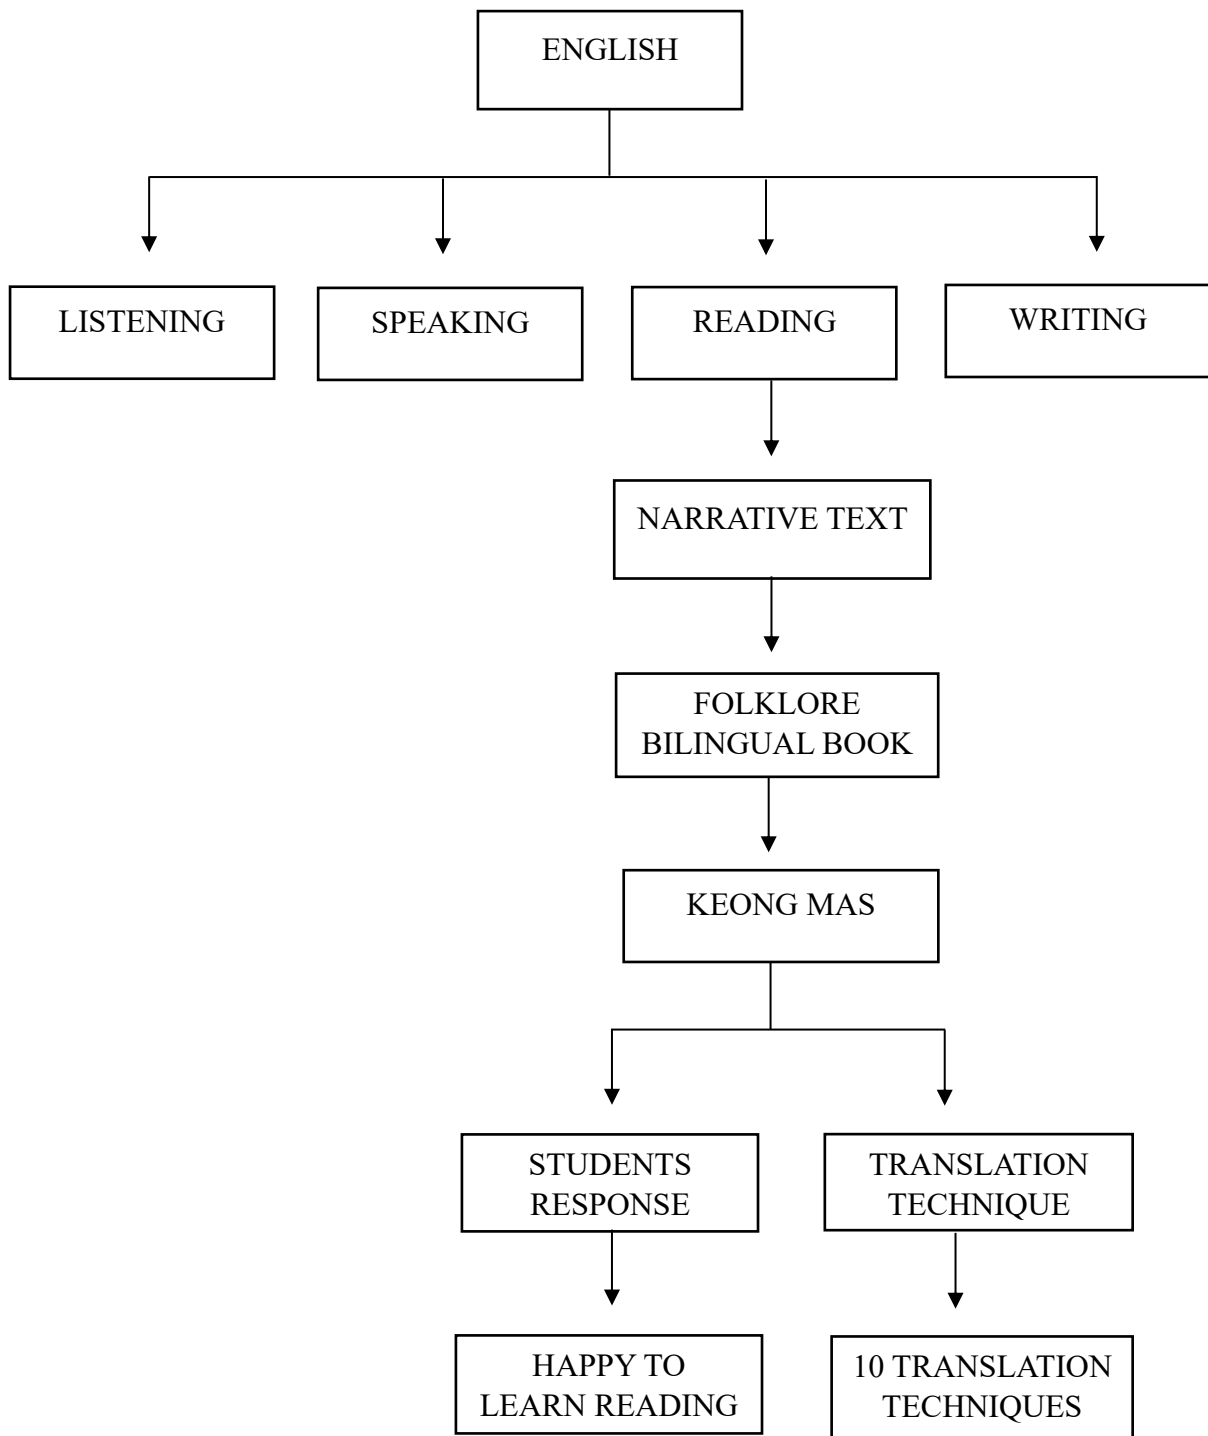 ENGLISH
LISTENING
SPEAKING
READING
WRITING
NARRATIVE TEXT
FOLKLORE
BILINGUAL BOOK
KEONG MAS
STUDENTS
RESPONSE
TRANSLATION
TECHNIQUE
HAPPY TO
LEARN READING
10 TRANSLATION
TECHNIQUES